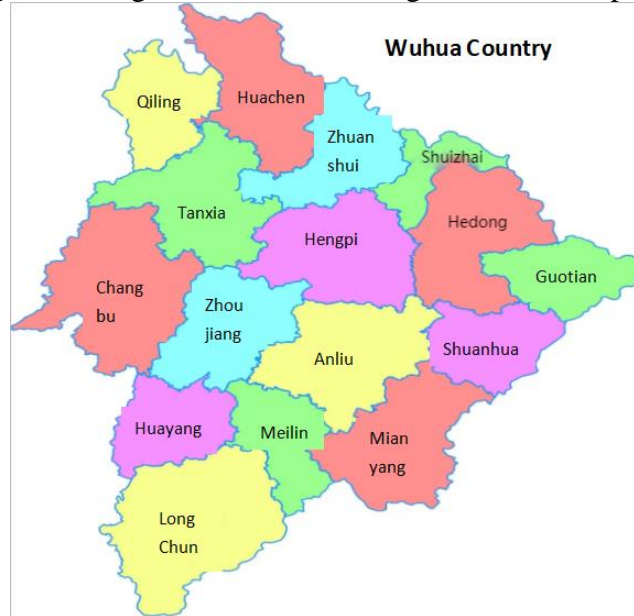 Wuhua Country
Qiling
Huachen
Zhuan
shui
Shuizhai
Tanxia
Hedong
Hengpi
Guotian
Chang
bu
Zhou
jiang
Anliu
Shuanhua
Huayang
Meilin
Mian
yang
Long
Chun